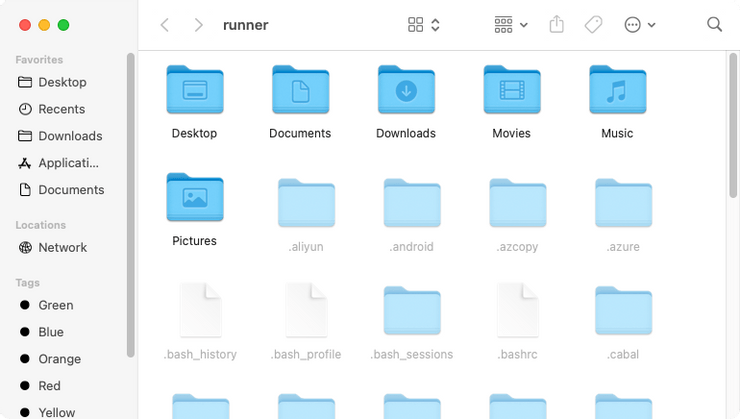 runner
Favorites
Desktop
Recents
Downloads
Applicati...
Documents
Locations
Network
Tags
Green
Blue
Orange
Red
Yellow
Desktop
Documents
Downloads
Movies
Music
Pictures
.aliyun
.android
.azcopy
.azure
.bash_history
.bash_profile
.bash_sessions
.bashrc
.cabal